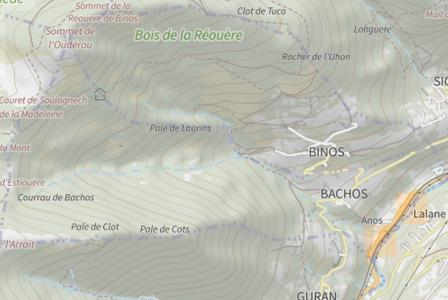 Sommet de la
Réouère de Binos
Clot de Tuco
Sommet de
l'Oudérou
Bois de la Réouère
Longuère
Rocher de l'Uhon
Couret de Soulagnech
de la Madeleine
Pale de Laurins
du Mont
BINOS
d'Estiouère
Courrau de Bachos
BACHOS
Anos
Lalane
Pale de Clot
Pale de Cots
l'Arrait
GURAN